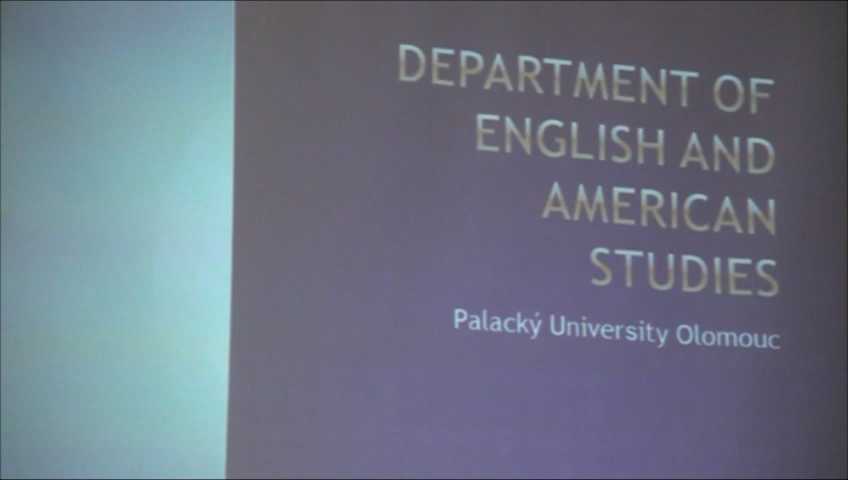 DEPARTMENT OF
ENGLISH AND
AMERICAN
STUDIES
Palacký University Olomouc